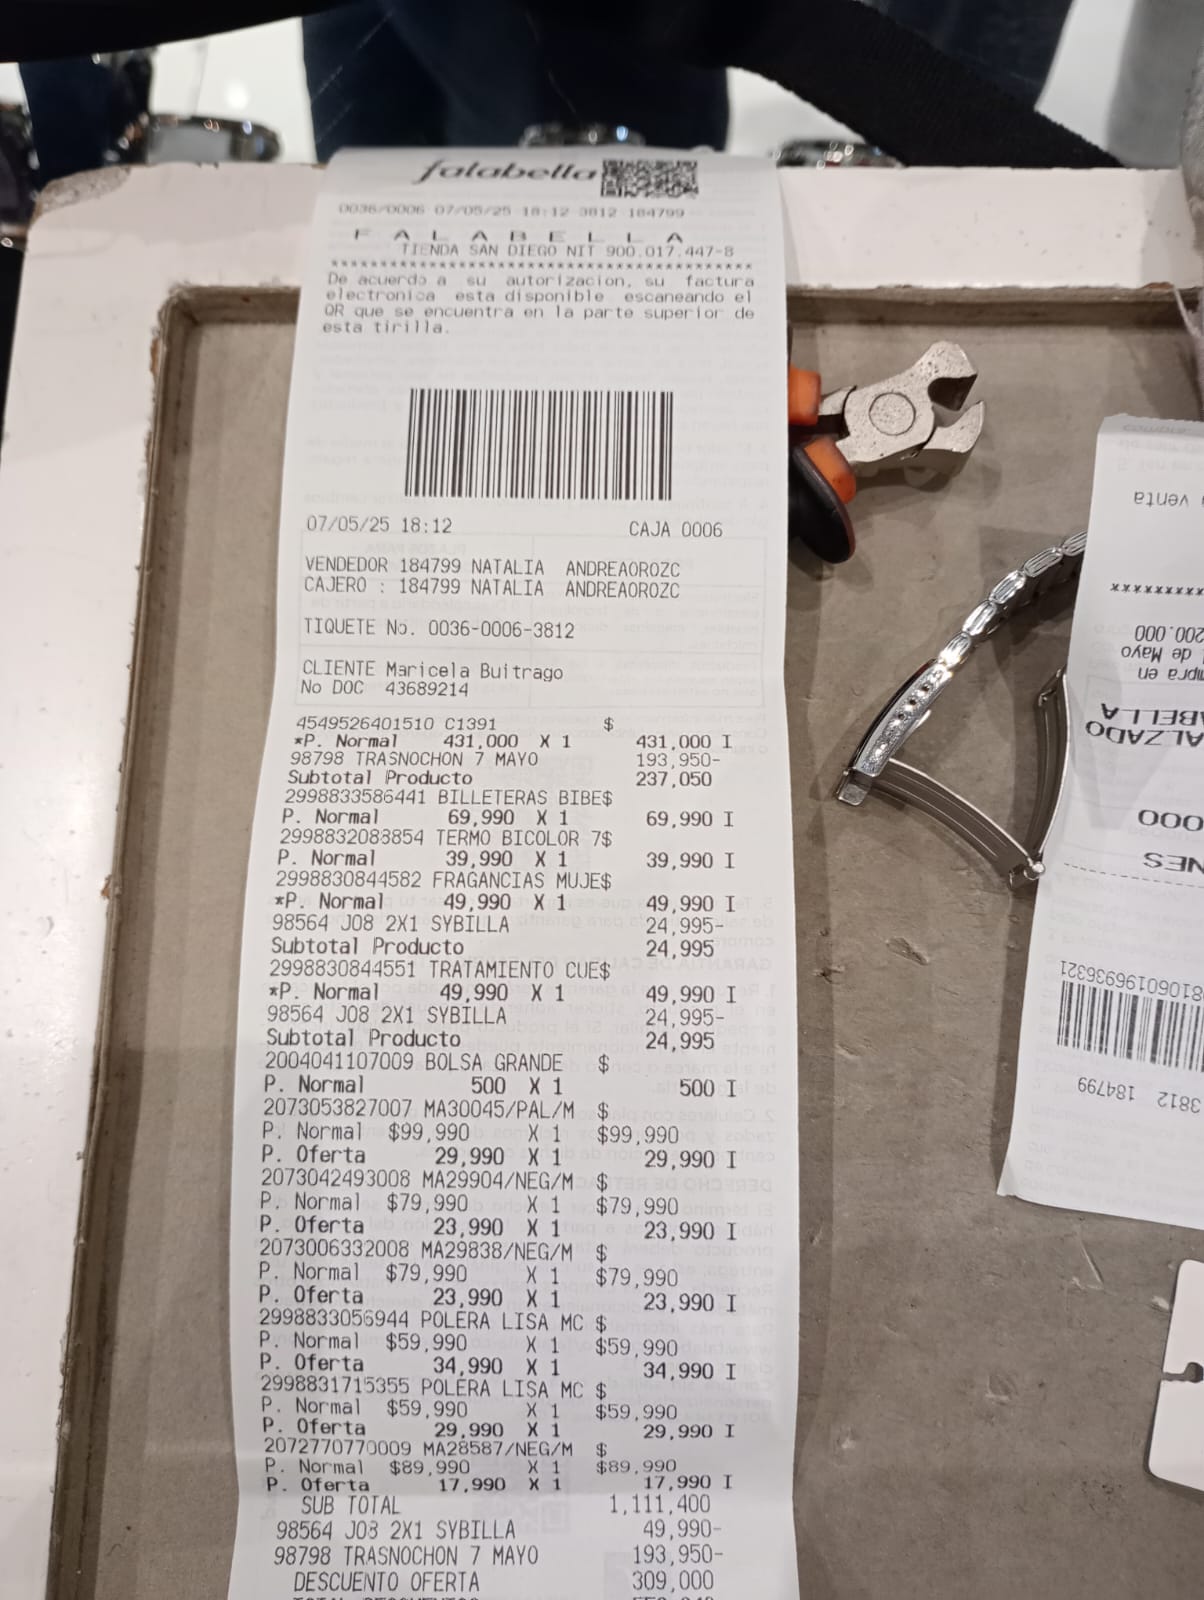 falabella
0036/0006 07/05/25 18:12 3812 184799
F A L A B E L L A
TIENDA SAN DIEGO NIT 900.017.447-8
******************************************
De acuerdo a su autorizacion, su factura
electronica esta disponible escaneando el
QR que se encuentra en la parte superior de
esta tirilla.
07/05/25 18:12 CAJA 0006
VENDEDOR 184799 NATALIA ANDREAOROZC
CAJERO : 184799 NATALIA ANDREAOROZC
TIQUETE No. 0036-0006-3812
CLIENTE Maricela Buitrago
No DOC 43689214
4549526401510 C1391 $
*P. Normal 431,000 X 1 431,000 I
98798 TRASNOCHON 7 MAYO 193,950-
Subtotal Producto 237,050
2998833586441 BILLETERAS BIBE$
P. Normal 69,990 X 1 69,990 I
2998832083854 TERMO BICOLOR 7$
P. Normal 39,990 X 1 39,990 I
2998830844582 FRAGANCIAS MUJE$
*P. Normal 49,990 X 1 49,990 I
98564 J08 2X1 SYBILLA 24,995-
Subtotal Producto 24,995
2998830844551 TRATAMIENTO CUE$
*P. Normal 49,990 X 1 49,990 I
98564 J08 2X1 SYBILLA 24,995-
Subtotal Producto 24,995
2004041107009 BOLSA GRANDE $
P. Normal 500 X 1 500 I
2073053827007 MA30045/PAL/M $
P. Normal $99,990 X 1 $99,990
P. Oferta 29,990 X 1 29,990 I
2073042493008 MA29904/NEG/M $
P. Normal $79,990 X 1 $79,990
P. Oferta 23,990 X 1 23,990 I
2073006332008 MA29838/NEG/M $
P. Normal $79,990 X 1 $79,990
P. Oferta 23,990 X 1 23,990 I
2998833056944 POLERA LISA MC $
P. Normal $59,990 X 1 $59,990
P. Oferta 34,990 X 1 34,990 I
2998831715355 POLERA LISA MC $
P. Normal $59,990 X 1 $59,990
P. Oferta 29,990 X 1 29,990 I
2072770770009 MA28587/NEG/M $
P. Normal $89,990 X 1 $89,990
P. Oferta 17,990 X 1 17,990 I
SUB TOTAL 1,111,400
98564 J08 2X1 SYBILLA 49,990-
98798 TRASNOCHON 7 MAYO 193,950-
DESCUENTO OFERTA 309,000
3812 184799
8106019693632​1
000
de Mayo
200.000
venta